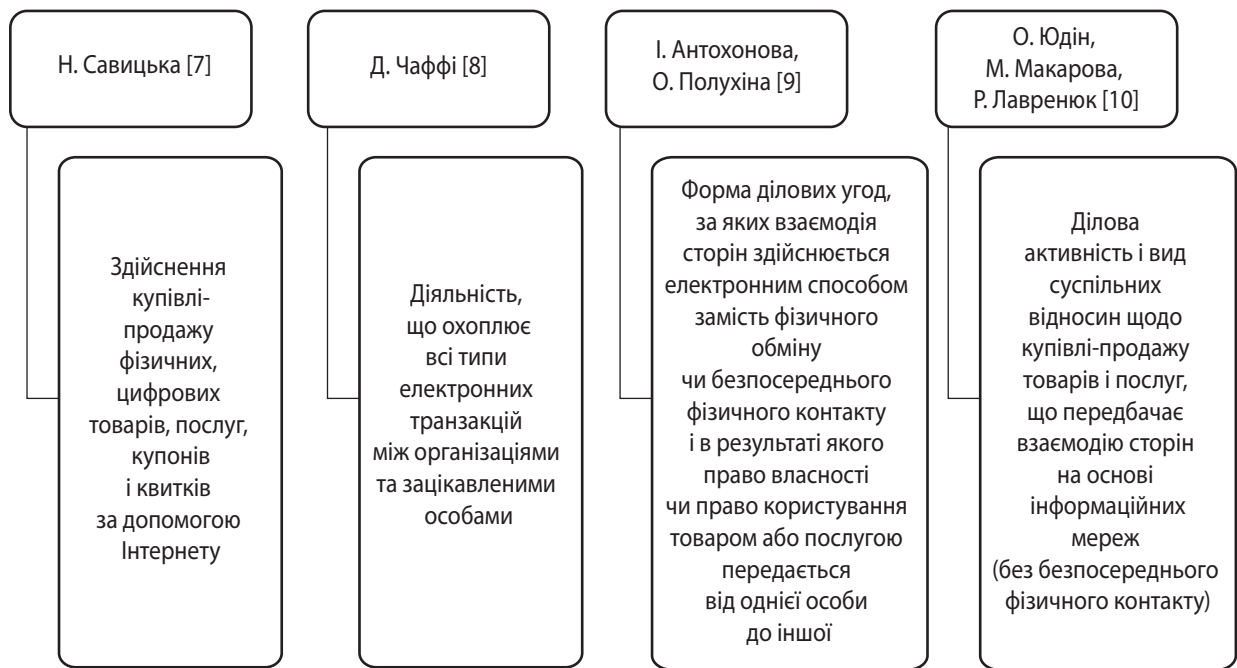 Н. Савицька [7]
Здійснення
купівлі-
продажу
фізичних,
цифрових
товарів, послуг,
купонів
і квитків
за допомогою
Інтернету
Д. Чаффі [8]
Діяльність,
що охоплює
всі типи
електронних
транзакцій
між організаціями
та зацікавленими
особами
І. Антохонова,
О. Полухіна [9]
Форма ділових угод,
за яких взаємодія
сторін здійснюється
електронним способом
замість фізичного
обміну
чи безпосереднього
фізичного контакту
і в результаті якого
право власності
чи право користування
товаром або послугою
передається
від однієї особи
до іншої
О. Юдін,
М. Макарова,
Р. Лавренюк [10]
Ділова
активність і вид
суспільних
відносин щодо
купівлі-продажу
товарів і послуг,
що передбачає
взаємодію сторін
на основі
інформаційних
мереж
(без безпосереднього
фізичного контакту)